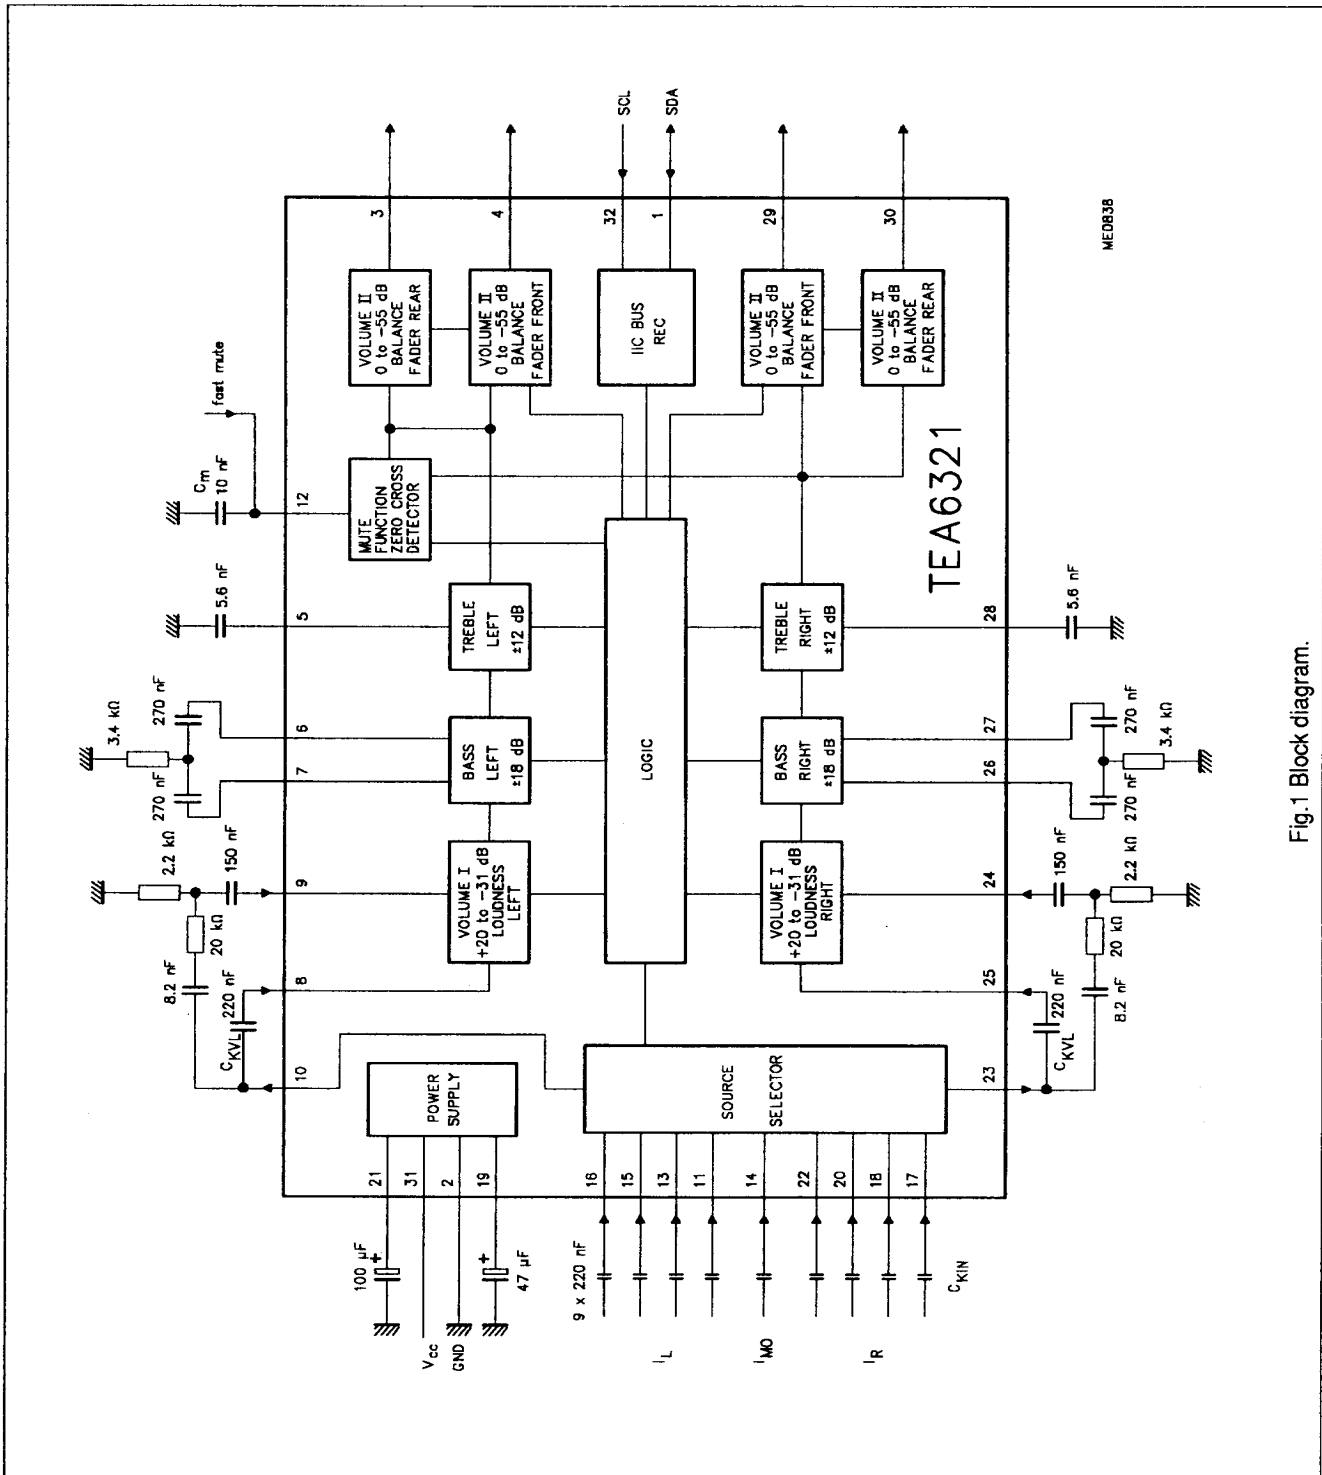 fast mute
Cm
10 nF
5.6 nF
3.4 kΩ
270 nF
270 nF
2.2 kΩ
150 nF
20 kΩ
8.2 nF
220 nF
CKVL
12
5
6
7
9
8
10
3
4
32
1
29
30
SCL
SDA
VOLUME II
0 to -55 dB
BALANCE
FADER REAR
VOLUME II
0 to -55 dB
BALANCE
FADER FRONT
IIC BUS
REC
VOLUME II
0 to -55 dB
BALANCE
FADER FRONT
VOLUME II
0 to -55 dB
BALANCE
FADER REAR
MUTE
FUNCTION
ZERO CROSS
DETECTOR
TREBLE
LEFT
±12 dB
BASS
LEFT
±18 dB
VOLUME I
+20 to -31 dB
LOUDNESS
LEFT
LOGIC
TREBLE
RIGHT
±12 dB
BASS
RIGHT
±18 dB
VOLUME I
+20 to -31 dB
LOUDNESS
RIGHT
POWER
SUPPLY
SOURCE
SELECTOR
TEA6321
21
31
2
19
16
15
13
11
14
22
20
18
17
100 µF
+
Vcc
GND
47 µF
+
9 x 220 nF
IL
IMO
IR
CKIN
28
27
26
24
25
23
5.6 nF
270 nF
3.4 kΩ
270 nF
150 nF
2.2 kΩ
20 kΩ
8.2 nF
220 nF
CKVL
MED838
Fig.1 Block diagram.